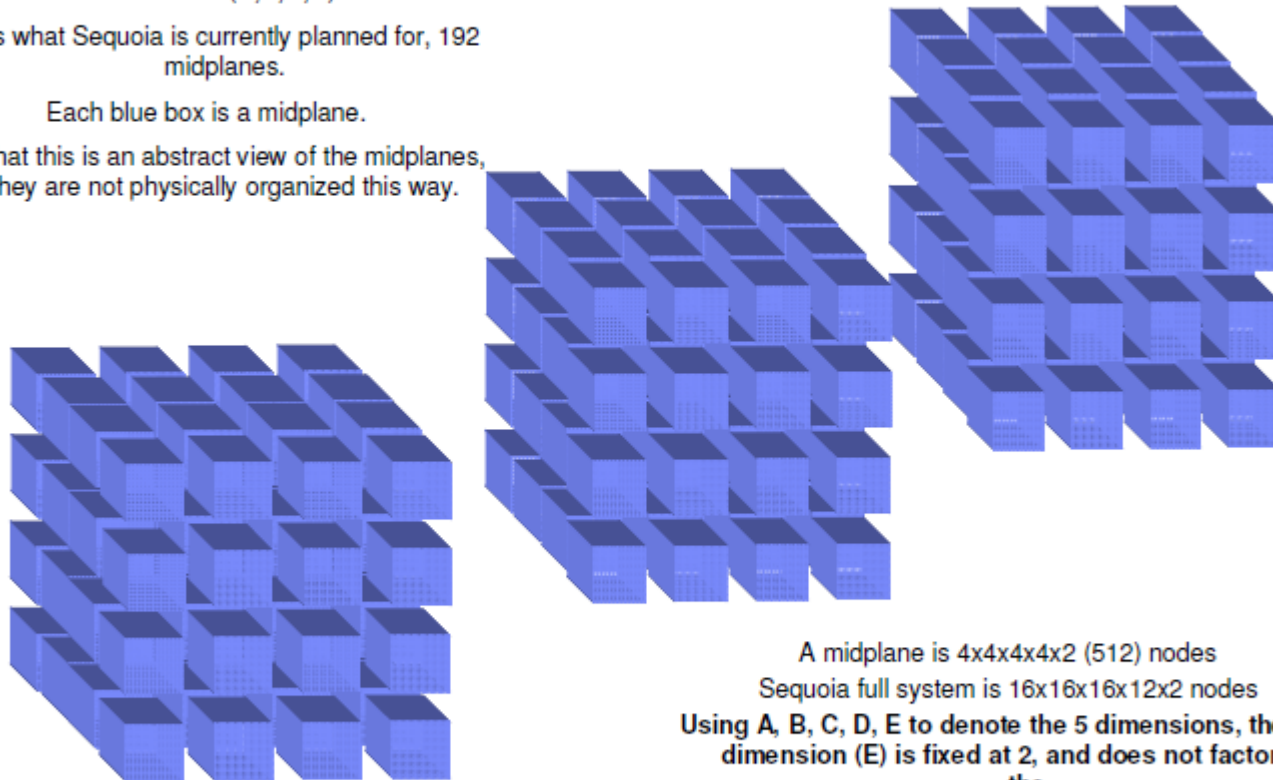 s what Sequoia is currently planned for, 192
midplanes.
Each blue box is a midplane.
hat this is an abstract view of the midplanes,
hey are not physically organized this way.
A midplane is 4x4x4x4x2 (512) nodes
Sequoia full system is 16x16x16x12x2 nodes
Using A, B, C, D, E to denote the 5 dimensions, the
dimension (E) is fixed at 2, and does not factor